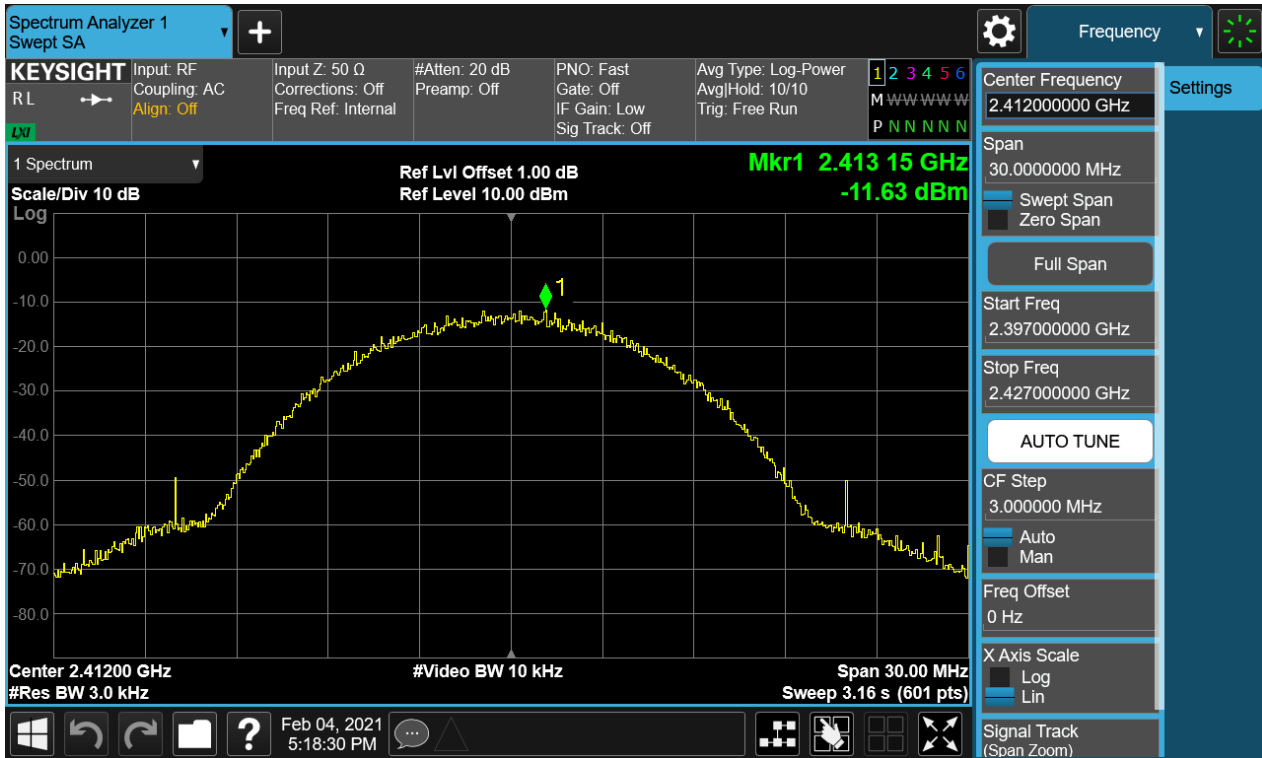 Spectrum Analyzer 1
Swept SA
+
Frequency
KEYSIGHT
R L
LXI
Input: RF
Coupling: AC
Align: Off
Input Z: 50 Ω
Corrections: Off
Freq Ref: Internal
#Atten: 20 dB
Preamp: Off
PNO: Fast
Gate: Off
IF Gain: Low
Sig Track: Off
Avg Type: Log-Power
Avg|Hold: 10/10
Trig: Free Run
1 2 3 4 5 6
M W W W W W
P N N N N N
1 Spectrum
Scale/Div 10 dB
Log
Ref Lvl Offset 1.00 dB
Ref Level 10.00 dBm
Mkr1 2.413 15 GHz
-11.63 dBm
1
0.00
-10.0
-20.0
-30.0
-40.0
-50.0
-60.0
-70.0
-80.0
Center 2.41200 GHz
#Res BW 3.0 kHz
#Video BW 10 kHz
Span 30.00 MHz
Sweep 3.16 s (601 pts)
Center Frequency
2.412000000 GHz
Settings
Span
30.0000000 MHz
Swept Span
Zero Span
Full Span
Start Freq
2.397000000 GHz
Stop Freq
2.427000000 GHz
AUTO TUNE
CF Step
3.000000 MHz
Auto
Man
Freq Offset
0 Hz
X Axis Scale
Log
Lin
Signal Track
(Span Zoom)
?
Feb 04, 2021
5:18:30 PM